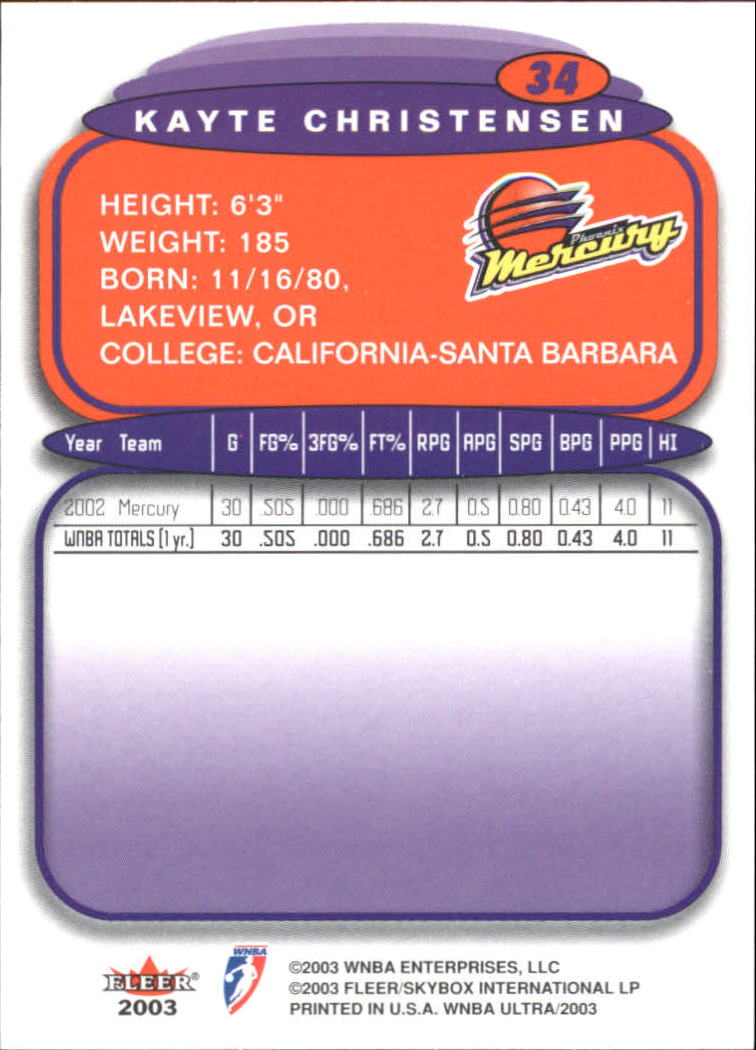 34
KAYTE CHRISTENSEN
HEIGHT: 6'3"
WEIGHT: 185
BORN: 11/16/80,
LAKEVIEW, OR
COLLEGE: CALIFORNIA-SANTA BARBARA
Phoenix
Mercury
Year Team G FG% 3FG% FT% RPG APG SPG BPG PPG HI
2002 Mercury 30 .505 .000 .686 2.7 0.5 0.80 0.43 4.0 11
WNBA TOTALS (1 yr.) 30 .505 .000 .686 2.7 0.5 0.80 0.43 4.0 11
FLEER®
2003
WNBA
©2003 WNBA ENTERPRISES, LLC
©2003 FLEER/SKYBOX INTERNATIONAL LP
PRINTED IN U.S.A. WNBA ULTRA/2003